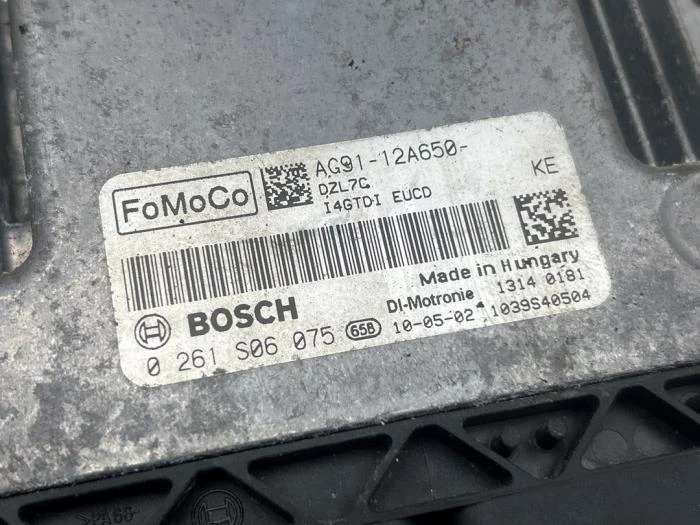 FoMoCo
AG91-12A650- KE
DZL7C
I4GTDI EUCD
Made in Hungary
BOSCH DI-Motronic 1314 0181
0 261 S06 075 658 10-05-02* 1039S40504